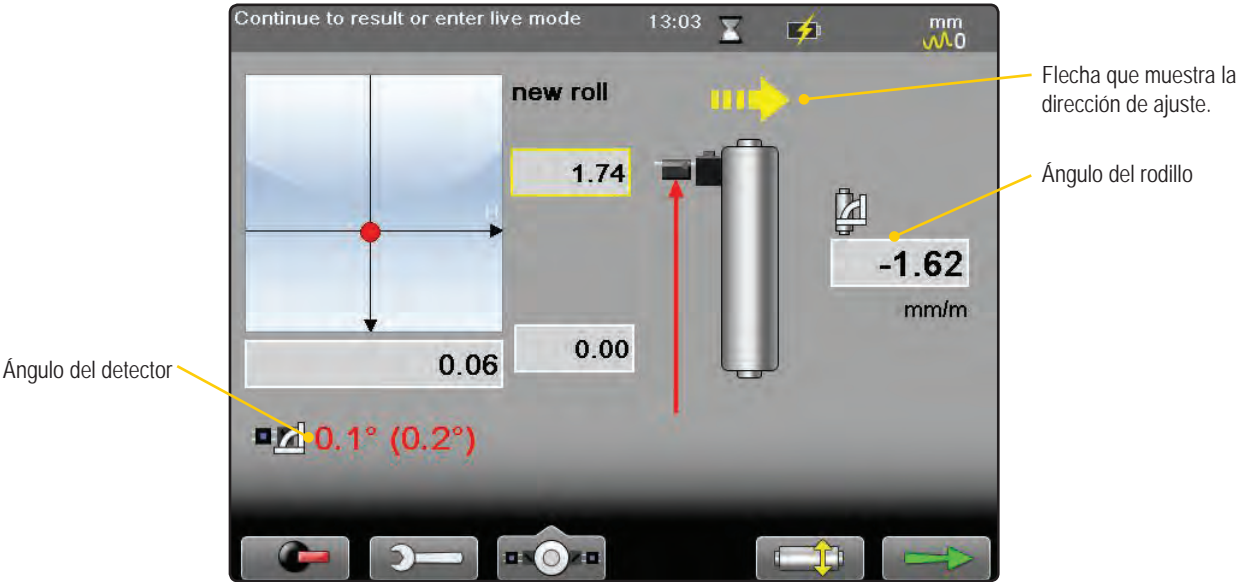 Continue to result or enter live mode
13:03
mm
0
new roll
Flecha que muestra la
dirección de ajuste.
1.74
Ángulo del rodillo
H
-1.62
mm/m
0.00
0.06
Ángulo del detector
0.1° (0.2°)